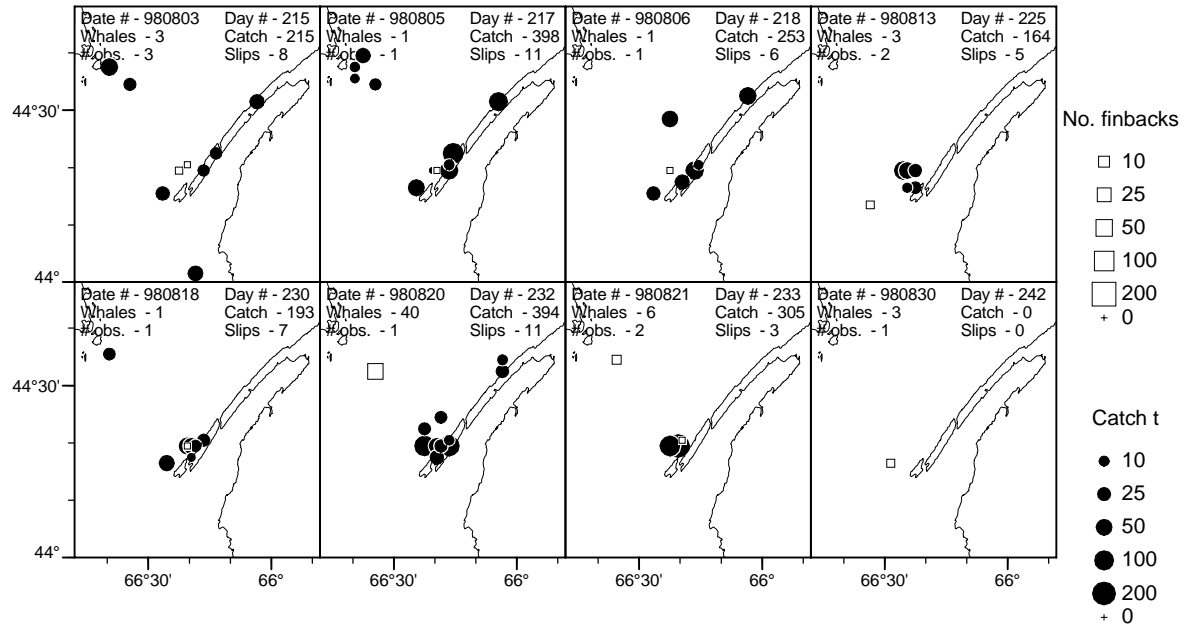 Date # - 980803 Day # - 215
Whales - 3 Catch - 215
# obs. - 3 Slips - 8
Date # - 980805 Day # - 217
Whales - 1 Catch - 398
# obs. - 1 Slips - 11
Date # - 980806 Day # - 218
Whales - 1 Catch - 253
# obs. - 1 Slips - 6
Date # - 980813 Day # - 225
Whales - 3 Catch - 164
# obs. - 2 Slips - 5
44°30'
44°
Date # - 980818 Day # - 230
Whales - 1 Catch - 193
# obs. - 1 Slips - 7
Date # - 980820 Day # - 232
Whales - 40 Catch - 394
# obs. - 1 Slips - 11
Date # - 980821 Day # - 233
Whales - 6 Catch - 305
# obs. - 2 Slips - 3
Date # - 980830 Day # - 242
Whales - 3 Catch - 0
# obs. - 1 Slips - 0
44°30'
44°
66°30' 66° 66°30' 66° 66°30' 66° 66°30' 66°
No. finbacks
10
25
50
100
200
0
Catch t
10
25
50
100
200
0